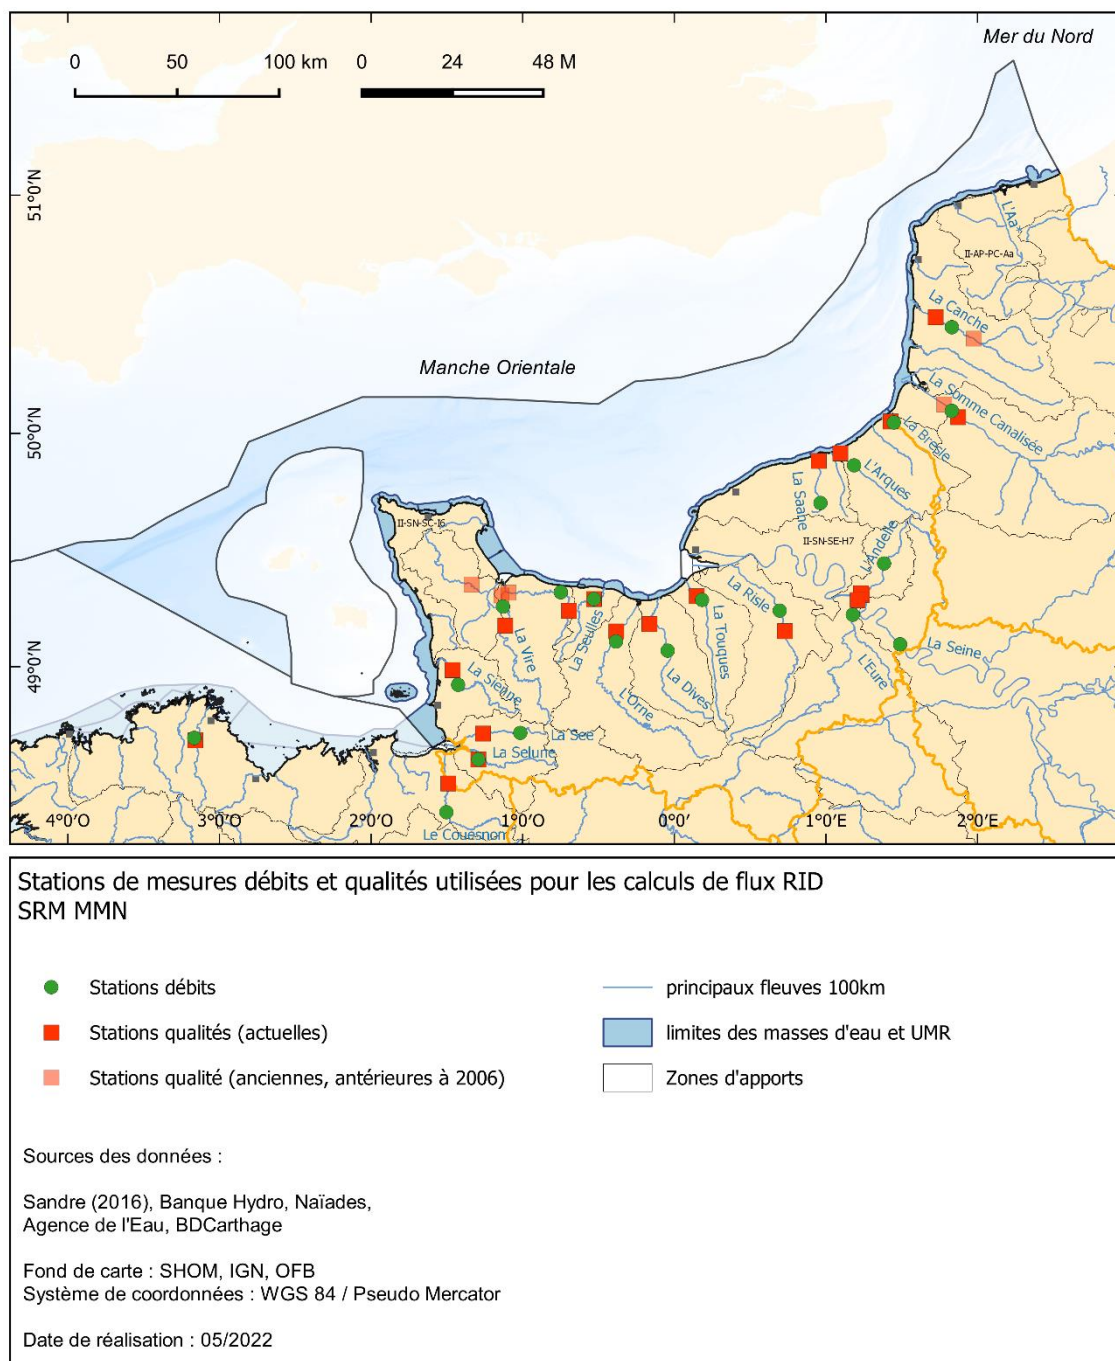 Mer du Nord
0 50 100 km 0 24 48 M
51°0'N
L'Aa
II-AP-PC-Aa
La Canche
Manche Orientale
La Somme Canalisée
50°0'N
La Bresle
L'Arques
La Saane
II-SN-SC-I6
II-SN-SE-H7
L'Andelle
La Risle
La Seulles
La Touques
La Vire
49°0'N
La Seine
La Sienne
La Dives
L'Eure
L'Orne
La See
La Selune
4°0'O 3°0'O 2°0'O 1°0'O 0°0' 1°0'E 2°0'E
Le Couesnon
Stations de mesures débits et qualités utilisées pour les calculs de flux RID
SRM MMN
Stations débits
principaux fleuves 100km
Stations qualités (actuelles)
limites des masses d'eau et UMR
Stations qualité (anciennes, antérieures à 2006)
Zones d'apports
Sources des données :
Sandre (2016), Banque Hydro, Naïades,
Agence de l'Eau, BDCarthage
Fond de carte : SHOM, IGN, OFB
Système de coordonnées : WGS 84 / Pseudo Mercator
Date de réalisation : 05/2022